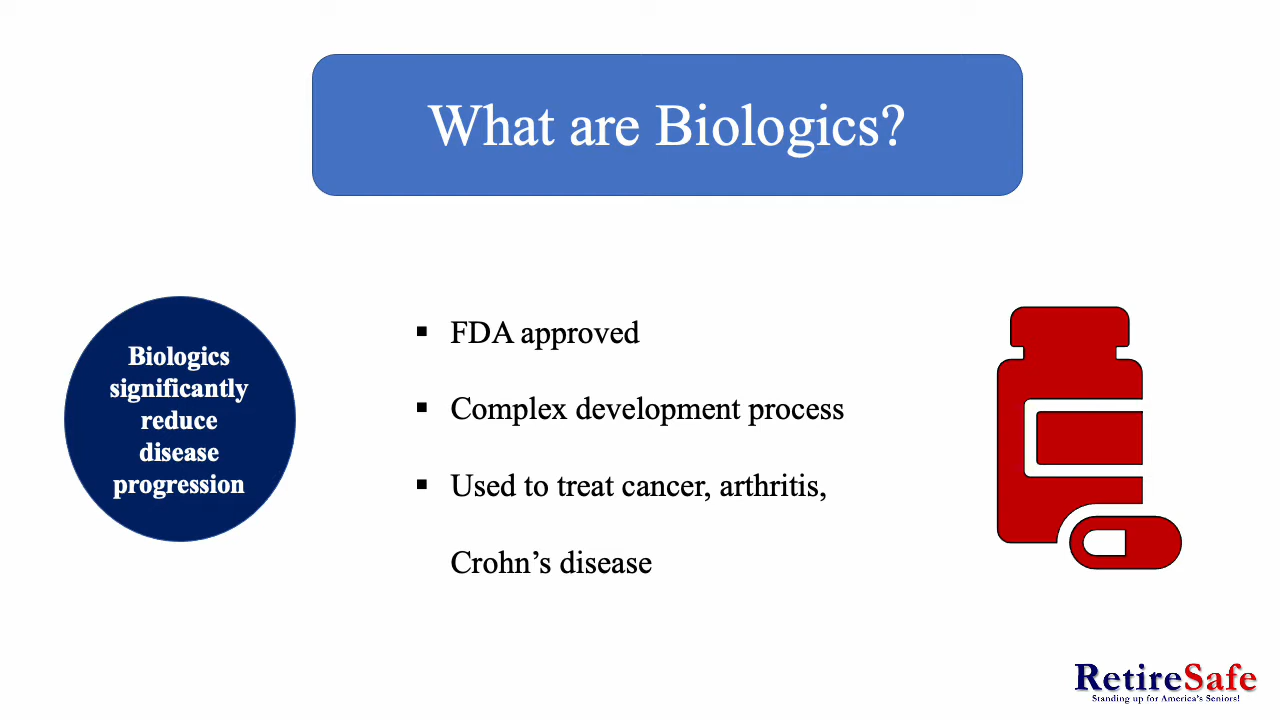 What are Biologics?
Biologics
significantly
reduce
disease
progression
▪ FDA approved
▪ Complex development process
▪ Used to treat cancer, arthritis,
Crohn’s disease
RetireSafe
Standing up for America's Seniors!